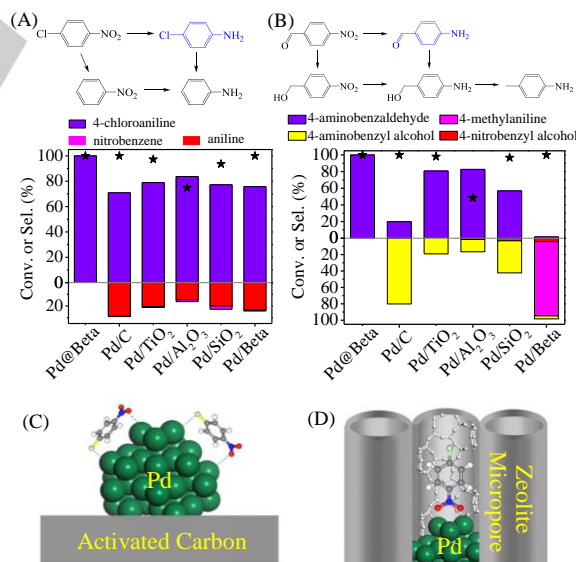 (A)
Cl
NO2
Cl
NH2
NO2
NH2
4-chloroaniline
nitrobenzene
aniline
Conv. or Sel. (%)
100
80
60
40
20
0
20
Pd@Beta
Pd/C
Pd/TiO2
Pd/Al2O3
Pd/SiO2
Pd/Beta
(B)
NO2
O
NH2
O
NO2
HO
NH2
HO
NH2
4-aminobenzaldehyde
4-methylaniline
4-aminobenzyl alcohol
4-nitrobenzyl alcohol
Conv. or Sel. (%)
100
80
60
40
20
0
20
40
60
80
100
Pd@Beta
Pd/C
Pd/TiO2
Pd/Al2O3
Pd/SiO2
Pd/Beta
(C)
Pd
Activated Carbon
(D)
Zeolite
Micropore
Pd